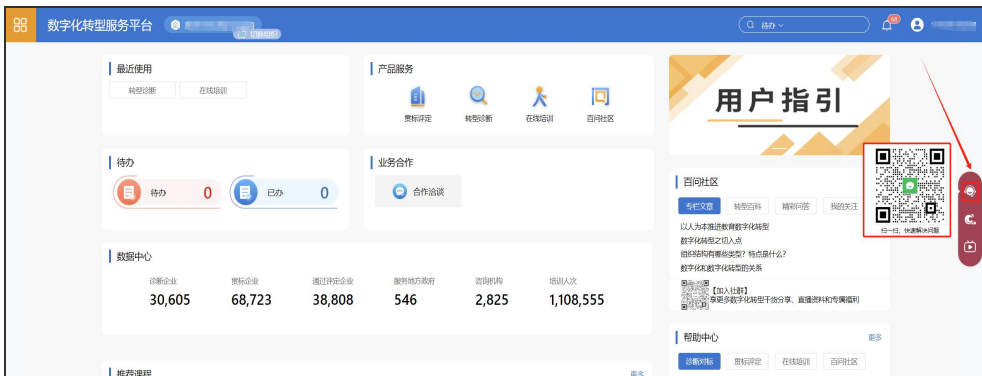 数字化转型服务平台
切换组织
待办
68
最近使用
转型诊断 在线培训
产品服务
贯标评定 转型诊断 在线培训 百问社区
用户指引
待办
待办 0 已办 0
业务合作
合作洽谈
扫一扫，快速解决问题
百问社区
专栏文章 转型百科 精彩问答 我的关注
以人为本推进教育数字化转型
数字化转型之切入点
组织结构有哪些类型？特点是什么?
数字化和数字化转型的关系
【加入社群】
享更多数字化转型干货分享、直播资料和专属福利
数据中心
诊断企业 贯标企业 通过评定企业 服务地方政府 咨询机构 培训人次
30,605 68,723 38,808 546 2,825 1,108,555
帮助中心 更多
诊断对标 贯标评定 在线培训 百问社区
推荐课程 更多